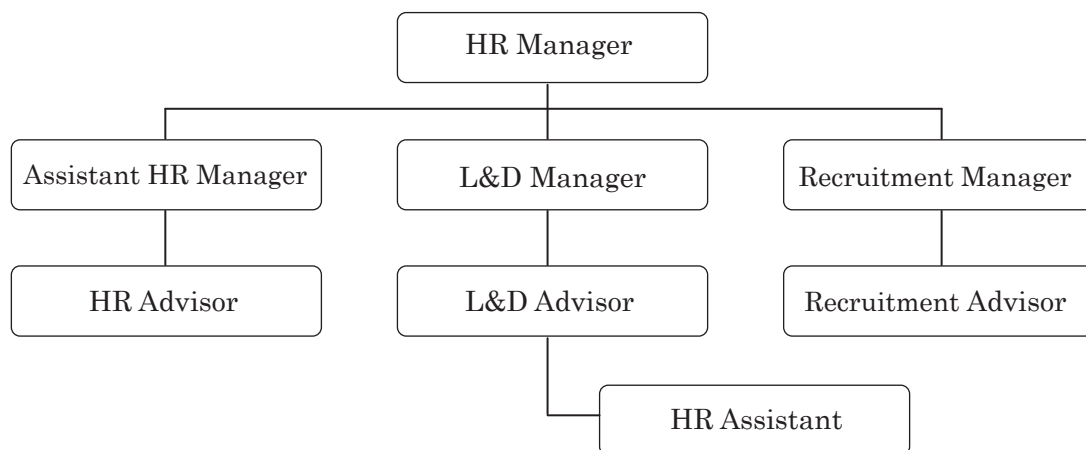 HR Manager
Assistant HR Manager
L&D Manager
Recruitment Manager
HR Advisor
L&D Advisor
Recruitment Advisor
HR Assistant